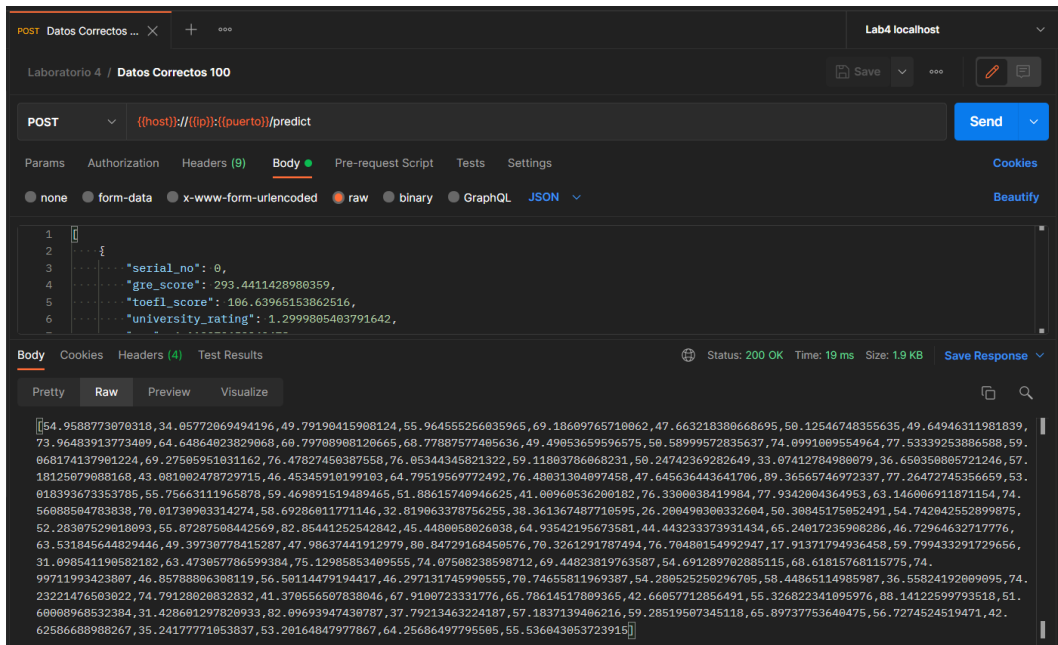 POST Datos Correctos ...
Lab4 localhost
Laboratorio 4 / Datos Correctos 100
Save
POST {{host}}://{{ip}}:{{puerto}}/predict
Send
Params Authorization Headers (9) Body Pre-request Script Tests Settings Cookies
none form-data x-www-form-urlencoded raw binary GraphQL JSON Beautify
1 [
2 {
3 "serial_no": 0,
4 "gre_score": 293.4411428980359,
5 "toefl_score": 106.63965153862516,
6 "university_rating": 1.2999805403791642,
Body Cookies Headers (4) Test Results Status: 200 OK Time: 19 ms Size: 1.9 KB Save Response
Pretty Raw Preview Visualize
[54.9588773070318,34.05772069494196,49.79190415908124,55.964555256035965,69.18609765710062,47.663218380668695,50.12546748355635,49.64946311981839,
73.96483913773409,64.64864023829068,60.79708908120665,68.77887577405636,49.49053659596575,50.58999572835637,74.0991009554964,77.53339253886588,59.
068174137901224,69.27505951031162,76.47827450387558,76.05344345821322,59.11803786068231,50.24742369282649,33.07412784980079,36.650350805721246,57.
18125079088168,43.081002478729715,46.45345910199103,64.79519569772492,76.48031304097458,47.645636443641706,89.36565746972337,77.26472745356659,53.
018393673353785,55.75663111965878,59.469891519489465,51.88615740946625,41.00960536200182,76.3300038419984,77.9342004364953,63.146006911871154,74.
56088504783838,70.01730903314274,58.69286011771146,32.819063378756255,38.361367487710595,26.200490300332604,50.30845175052491,54.742042552899875,
52.28307529018093,55.87287508442569,82.85441252542842,45.4480058026038,64.93542195673581,44.443233373931434,65.24017235908286,46.72964632717776,
63.531845644829446,49.39730778415287,47.98637441912979,80.84729168450576,70.3261291787494,76.70480154992947,17.91371794936458,59.799433291729656,
31.098541190582182,63.473057786599384,75.12985853409555,74.07508238598712,69.44823819763587,54.691289702885115,68.61815768115775,74.
99711993423807,46.85788806308119,56.50114479194417,46.297131745990555,70.74655811969387,54.280525250296705,58.44865114985987,36.55824192009095,74.
23221476503022,74.79128020832832,41.370556507838046,67.9100723331776,65.78614517809365,42.66057712856491,55.326822341095976,88.14122599793518,51.
60008968532384,31.428601297820933,82.09693947430787,37.79213463224187,57.1837139406216,59.28519507345118,65.89737753640475,56.7274524519471,42.
62586688988267,35.24177771053837,53.20164847977867,64.25686497795505,55.536043053723915]